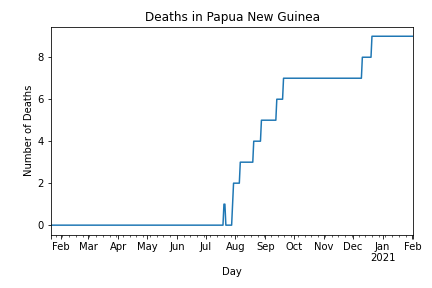 Deaths in Papua New Guinea
Number of Deaths
8
6
4
2
0
Feb Mar Apr May Jun Jul Aug Sep Oct Nov Dec Jan Feb
2021
Day